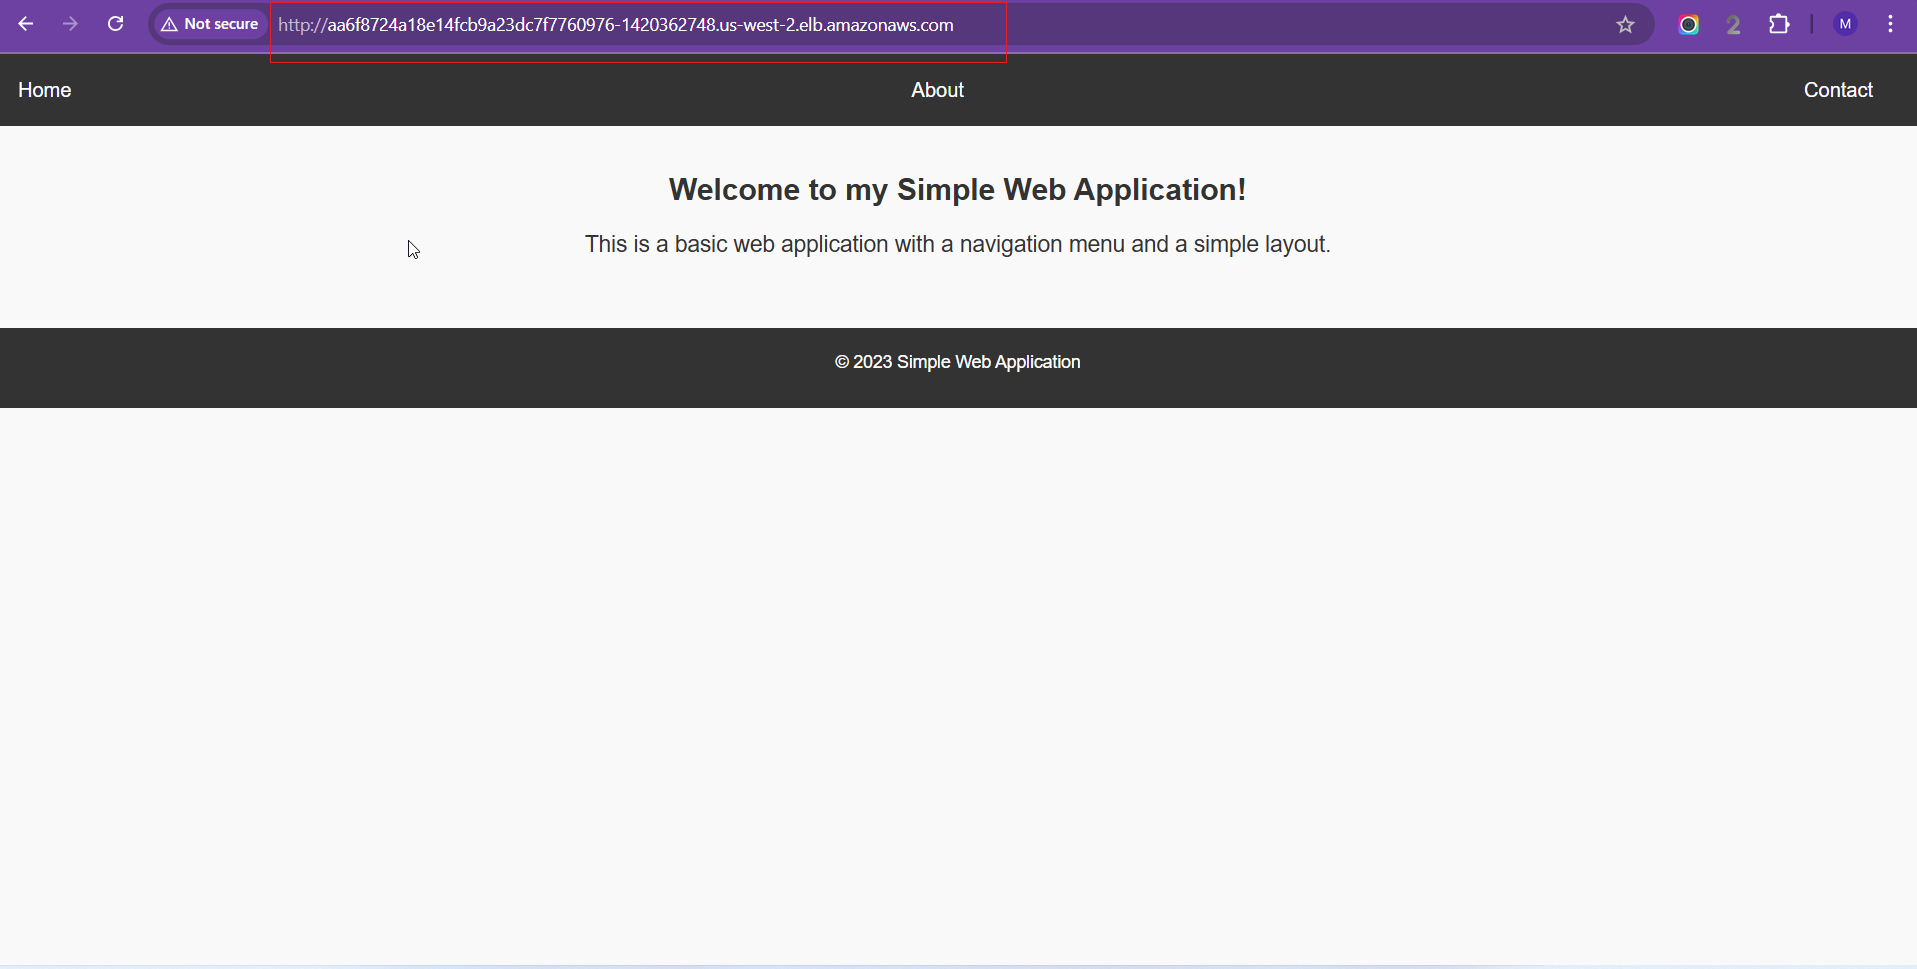 Not secure http://aa6f8724a18e14fcb9a23dc7f7760976-1420362748.us-west-2.elb.amazonaws.com 2 M
Home About Contact
Welcome to my Simple Web Application!
This is a basic web application with a navigation menu and a simple layout.
© 2023 Simple Web Application